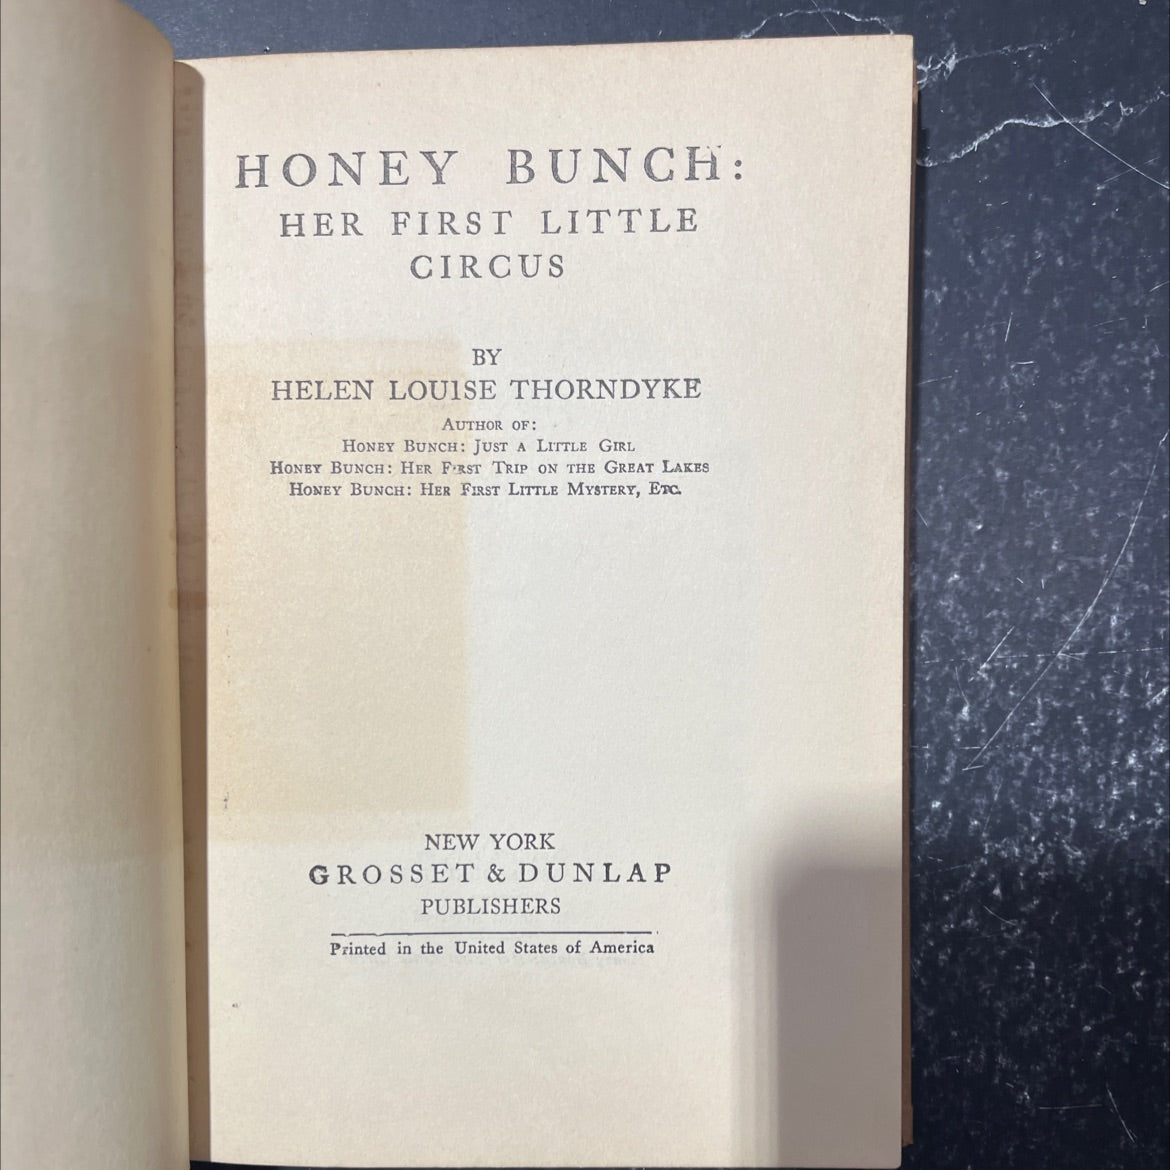 HONEY BUNCH:
HER FIRST LITTLE
CIRCUS
BY
HELEN LOUISE THORNDYKE
AUTHOR OF:
HONEY BUNCH: JUST A LITTLE GIRL
HONEY BUNCH: HER FIRST TRIP ON THE GREAT LAKES
HONEY BUNCH: HER FIRST LITTLE MYSTERY, ETC.
NEW YORK
GROSSET & DUNLAP
PUBLISHERS
Printed in the United States of America